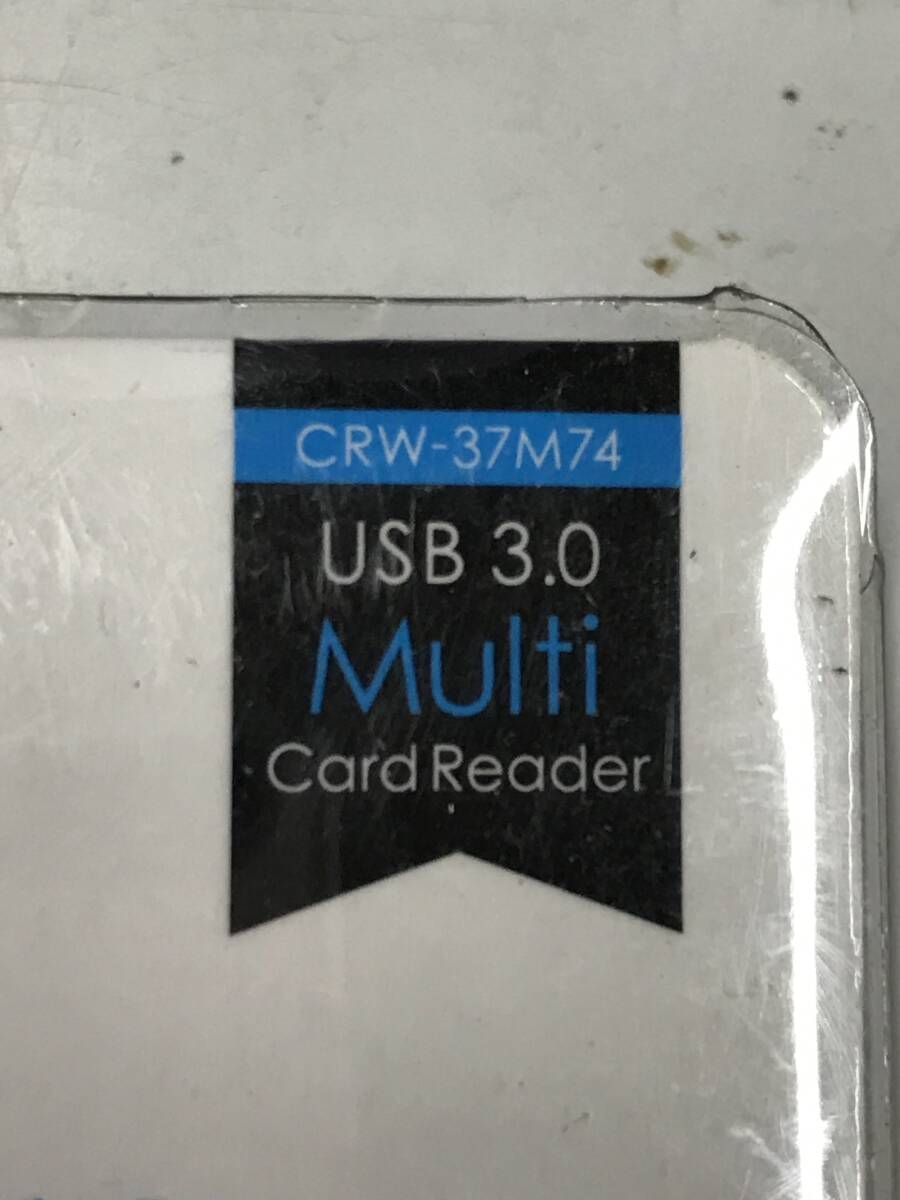 CRW-37M74
USB 3.0
Multi
Card Reader